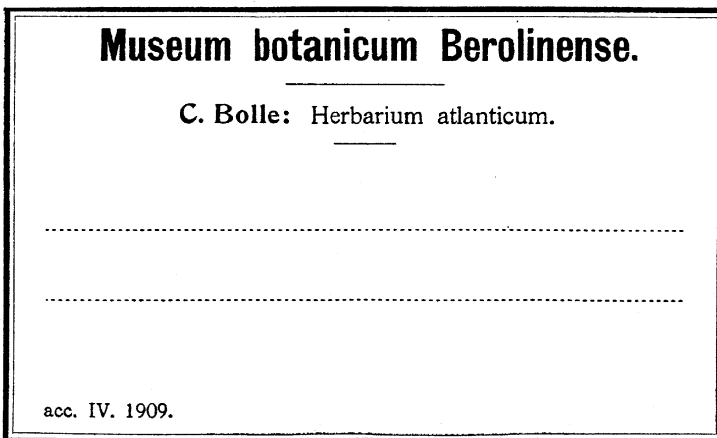 Museum botanicum Berolinense.
C. Bolle: Herbarium atlanticum.
acc. IV. 1909.